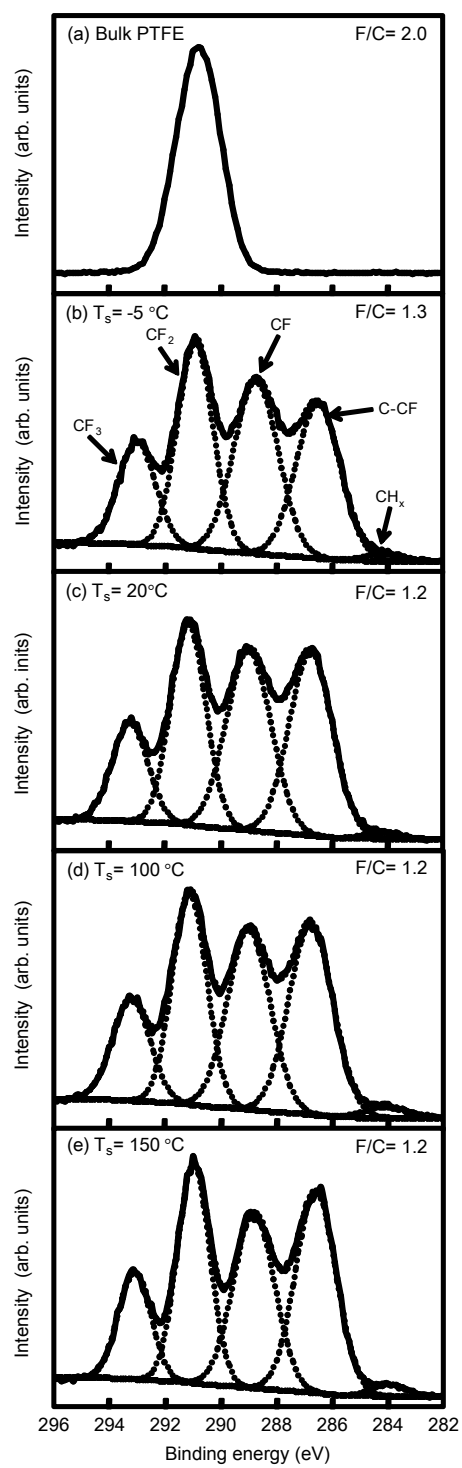 (a) Bulk PTFE F/C= 2.0
Intensity (arb. units)
(b) Tₛ= -5 °C F/C= 1.3
CF₃
CF₂
CF
C-CF
CHₓ
Intensity (arb. units)
(c) Tₛ= 20°C F/C= 1.2
Intensity (arb. inits)
(d) Tₛ= 100 °C F/C= 1.2
Intensity (arb. units)
(e) Tₛ= 150 °C F/C= 1.2
Intensity (arb. units)
296 294 292 290 288 286 284 282
Binding energy (eV)